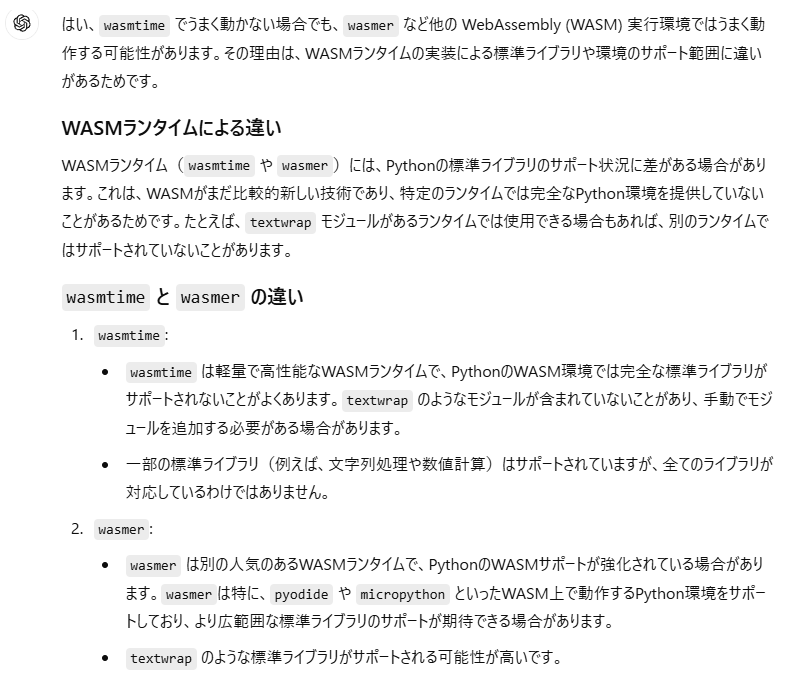 はい、wasmtime でうまく動かない場合でも、wasmer など他の WebAssembly (WASM) 実行環境ではうまく動
作する可能性があります。その理由は、WASMランタイムの実装による標準ライブラリや環境のサポート範囲に違い
があるためです。
WASMランタイムによる違い
WASMランタイム（wasmtime や wasmer）には、Pythonの標準ライブラリのサポート状況に差がある場合があり
ます。これは、WASMがまだ比較的新しい技術であり、特定のランタイムでは完全なPython環境を提供していない
ことがあるためです。たとえば、textwrap モジュールがあるランタイムでは使用できる場合もあれば、別のランタイムで
はサポートされていないことがあります。
wasmtime と wasmer の違い
1. wasmtime:
• wasmtime は軽量で高性能なWASMランタイムで、PythonのWASM環境では完全な標準ライブラリが
サポートされないことがよくあります。textwrap のようなモジュールが含まれていないことがあり、手動でモジ
ュールを追加する必要がある場合があります。
• 一部の標準ライブラリ（例えば、文字列処理や数値計算）はサポートされていますが、全てのライブラリが
対応しているわけではありません。
2. wasmer:
• wasmer は別の人気のあるWASMランタイムで、PythonのWASMサポートが強化されている場合があり
ます。wasmerは特に、pyodide や micropython といったWASM上で動作するPython環境をサポー
トしており、より広範囲な標準ライブラリのサポートが期待できる場合があります。
• textwrap のような標準ライブラリがサポートされる可能性が高いです。